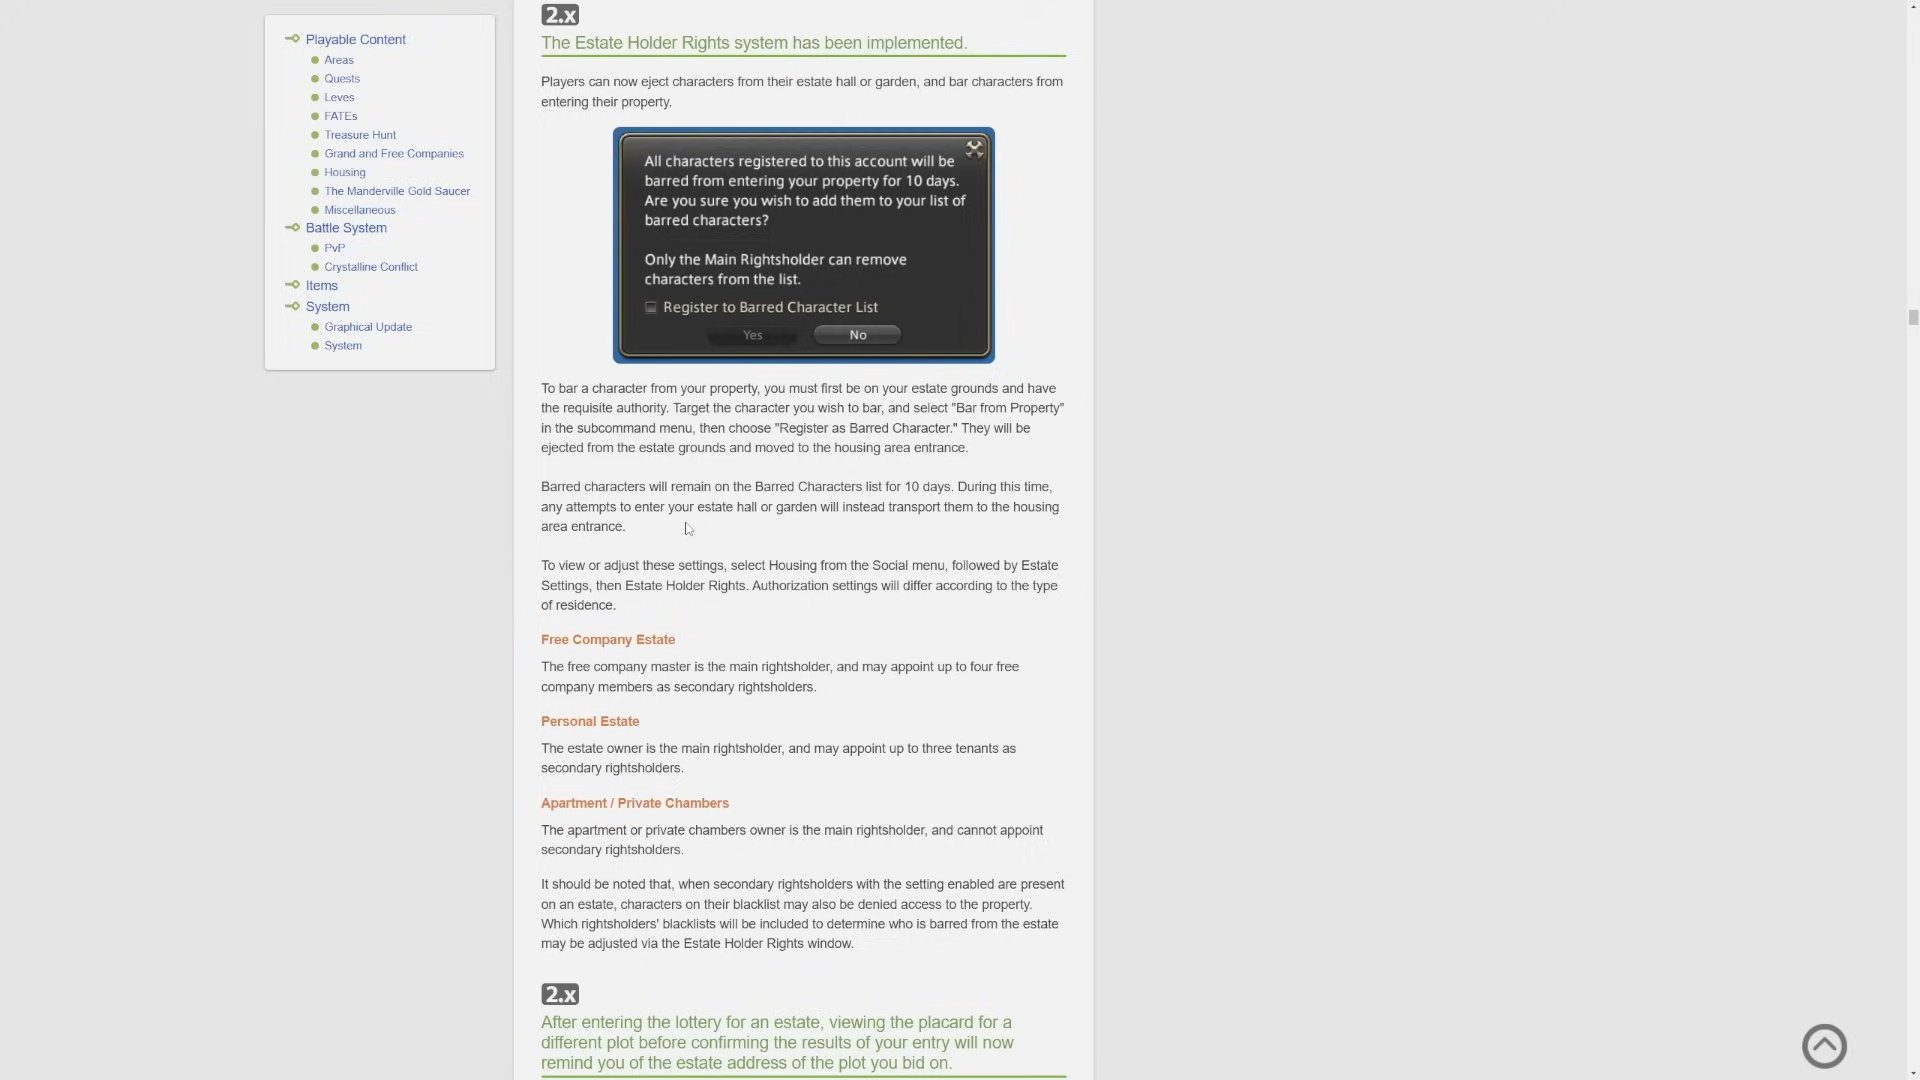 Playable Content
Areas
Quests
Leves
FATEs
Treasure Hunt
Grand and Free Companies
Housing
The Manderville Gold Saucer
Miscellaneous
Battle System
PvP
Crystalline Conflict
Items
System
Graphical Update
System
2.x
The Estate Holder Rights system has been implemented.
Players can now eject characters from their estate hall or garden, and bar characters from
entering their property.
All characters registered to this account will be
barred from entering your property for 10 days.
Are you sure you wish to add them to your list of
barred characters?
Only the Main Rightsholder can remove
characters from the list.
Register to Barred Character List
Yes No
To bar a character from your property, you must first be on your estate grounds and have
the requisite authority. Target the character you wish to bar, and select "Bar from Property"
in the subcommand menu, then choose "Register as Barred Character." They will be
ejected from the estate grounds and moved to the housing area entrance.
Barred characters will remain on the Barred Characters list for 10 days. During this time,
any attempts to enter your estate hall or garden will instead transport them to the housing
area entrance.
To view or adjust these settings, select Housing from the Social menu, followed by Estate
Settings, then Estate Holder Rights. Authorization settings will differ according to the type
of residence.
Free Company Estate
The free company master is the main rightsholder, and may appoint up to four free
company members as secondary rightsholders.
Personal Estate
The estate owner is the main rightsholder, and may appoint up to three tenants as
secondary rightsholders.
Apartment / Private Chambers
The apartment or private chambers owner is the main rightsholder, and cannot appoint
secondary rightsholders.
It should be noted that, when secondary rightsholders with the setting enabled are present
on an estate, characters on their blacklist may also be denied access to the property.
Which rightsholders' blacklists will be included to determine who is barred from the estate
may be adjusted via the Estate Holder Rights window.
2.x
After entering the lottery for an estate, viewing the placard for a
different plot before confirming the results of your entry will now
remind you of the estate address of the plot you bid on.